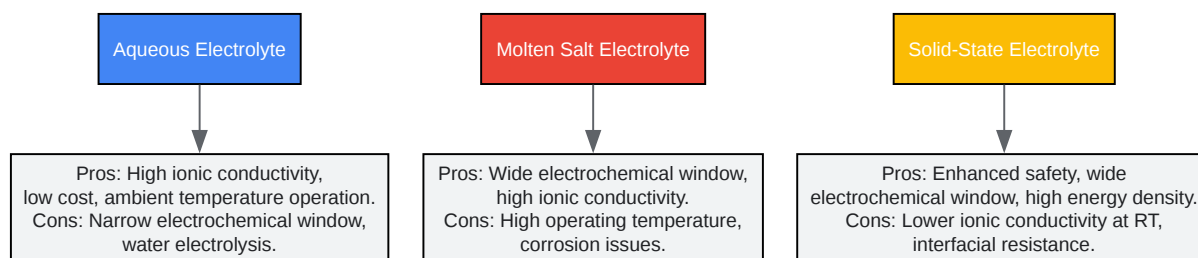 Aqueous Electrolyte
Molten Salt Electrolyte
Solid-State Electrolyte
Pros: High ionic conductivity,
low cost, ambient temperature operation.
Cons: Narrow electrochemical window,
water electrolysis.
Pros: Wide electrochemical window,
high ionic conductivity.
Cons: High operating temperature,
corrosion issues.
Pros: Enhanced safety, wide
electrochemical window, high energy density.
Cons: Lower ionic conductivity at RT,
interfacial resistance.